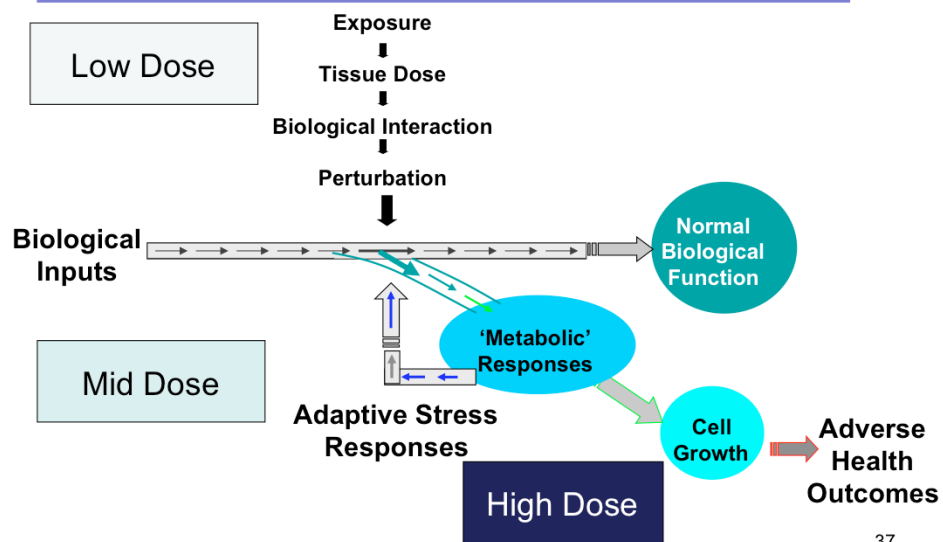 Exposure
Low Dose
Tissue Dose
Biological Interaction
Perturbation
Biological
Inputs
Normal
Biological
Function
‘Metabolic’
Responses
Mid Dose
Adaptive Stress
Responses
Cell
Growth
Adverse
Health
Outcomes
High Dose
37